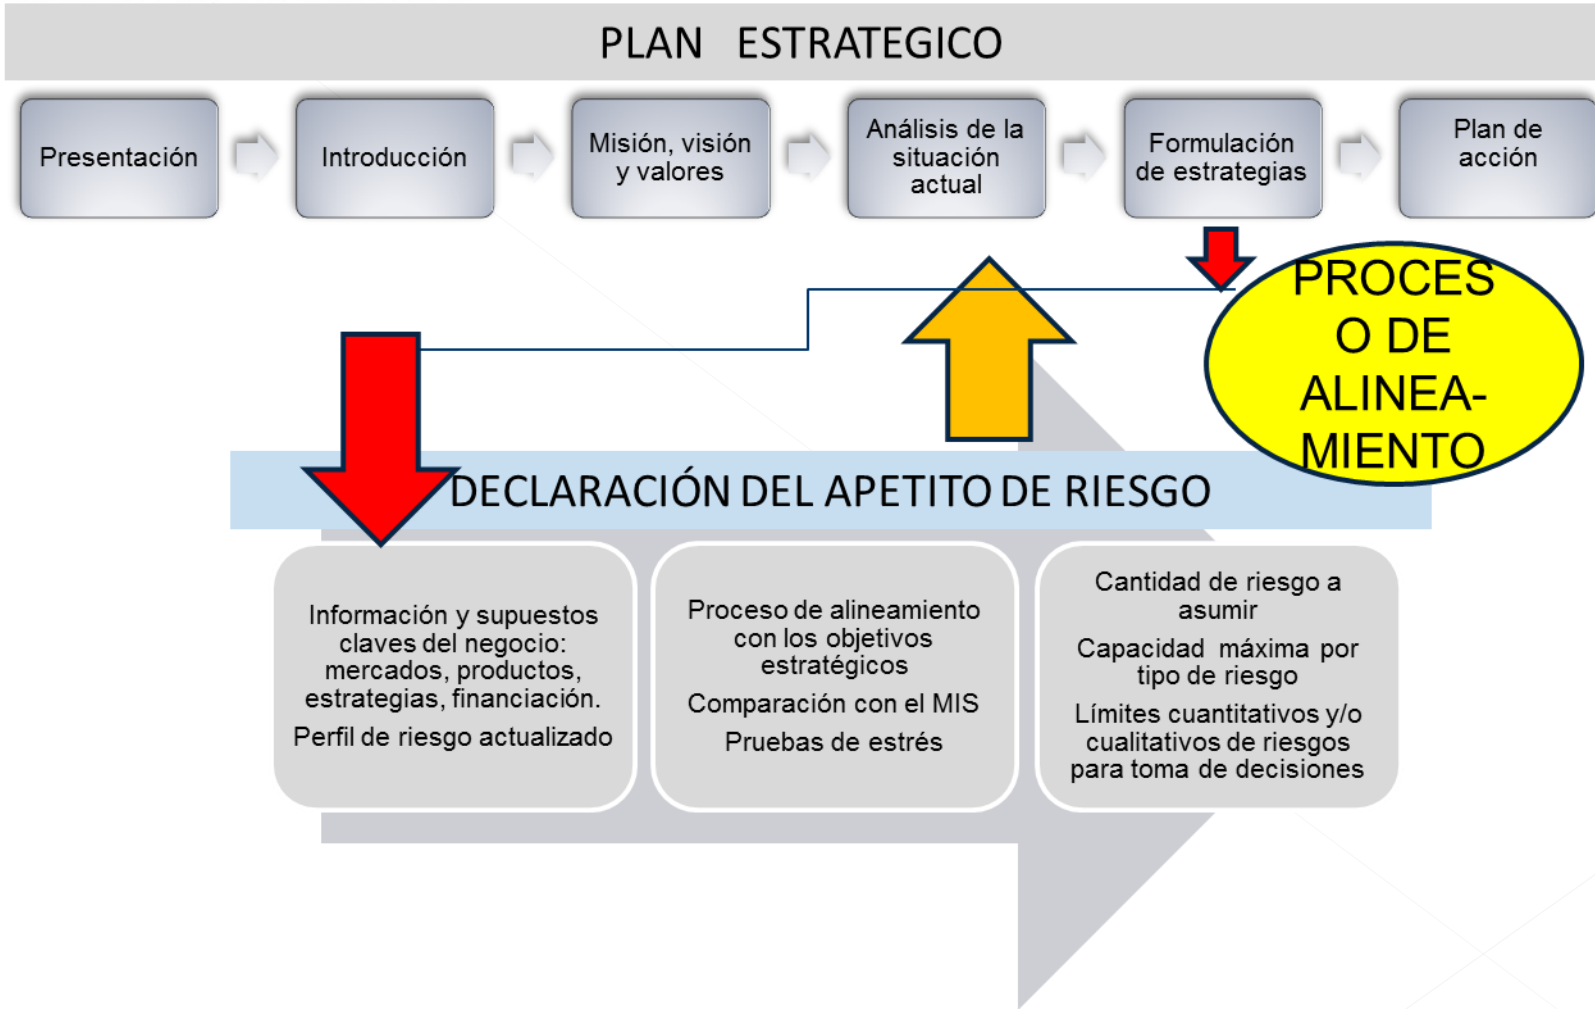 PLAN ESTRATEGICO
Presentación
Introducción
Misión, visión
y valores
Análisis de la
situación
actual
Formulación
de estrategias
Plan de
acción
PROCES
O DE
ALINEA-
MIENTO
DECLARACIÓN DEL APETITO DE RIESGO
Información y supuestos
claves del negocio:
mercados, productos,
estrategias, financiación.
Perfil de riesgo actualizado
Proceso de alineamiento
con los objetivos
estratégicos
Comparación con el MIS
Pruebas de estrés
Cantidad de riesgo a
asumir
Capacidad máxima por
tipo de riesgo
Límites cuantitativos y/o
cualitativos de riesgos
para toma de decisiones